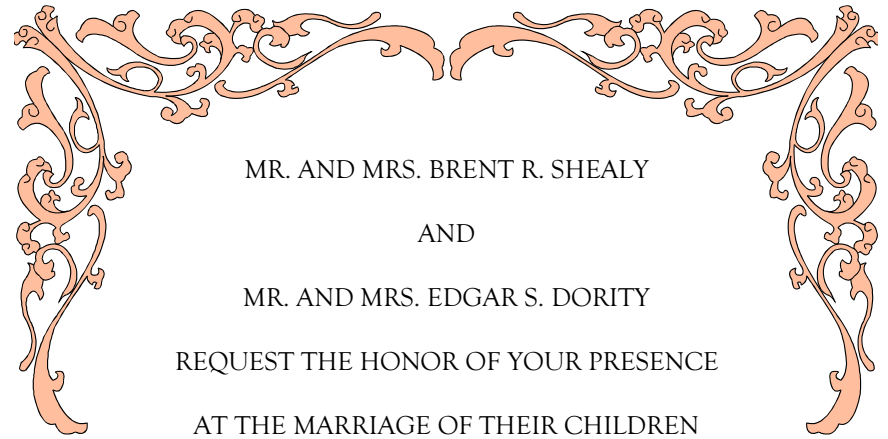 MR. AND MRS. BRENT R. SHEALY
AND
MR. AND MRS. EDGAR S. DORITY
REQUEST THE HONOR OF YOUR PRESENCE
AT THE MARRIAGE OF THEIR CHILDREN